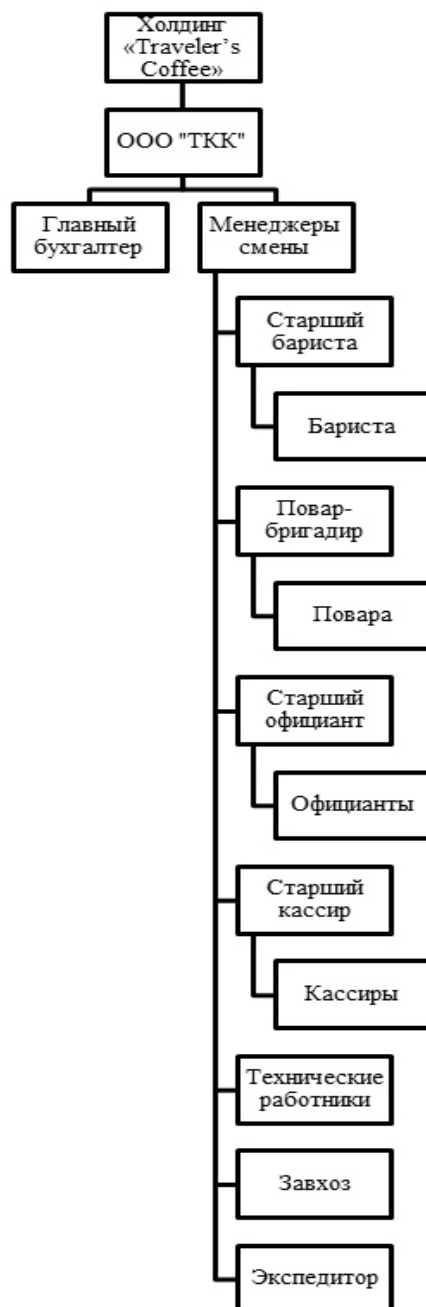 Холдинг
«Traveler’s
Coffee»
ООО "ТКК"
Главный
бухгалтер
Менеджеры
смены
Старший
бариста
Бариста
Повар-
бригадир
Повара
Старший
официант
Официанты
Старший
кассир
Кассиры
Технические
работники
Завхоз
Экспедитор